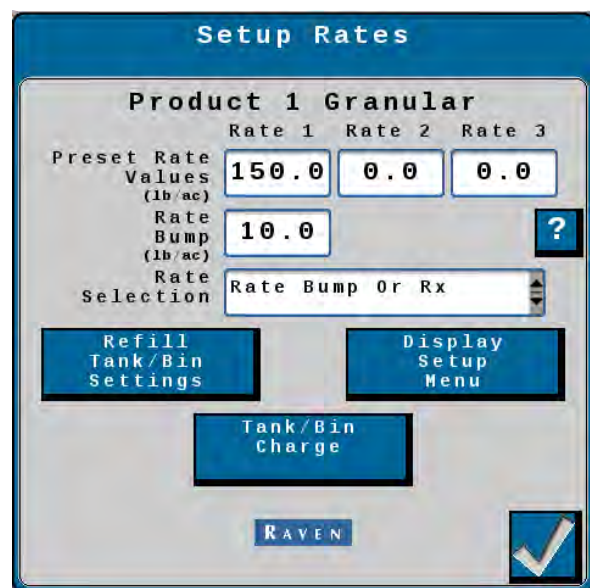 Setup Rates
Product 1 Granular
Rate 1 Rate 2 Rate 3
Preset Rate
Values
(lb/ac)
150.0 0.0 0.0
Rate
Bump
(lb/ac)
10.0
?
Rate
Selection
Rate Bump Or Rx
Refill
Tank/Bin
Settings
Display
Setup
Menu
Tank/Bin
Charge
RAVEN